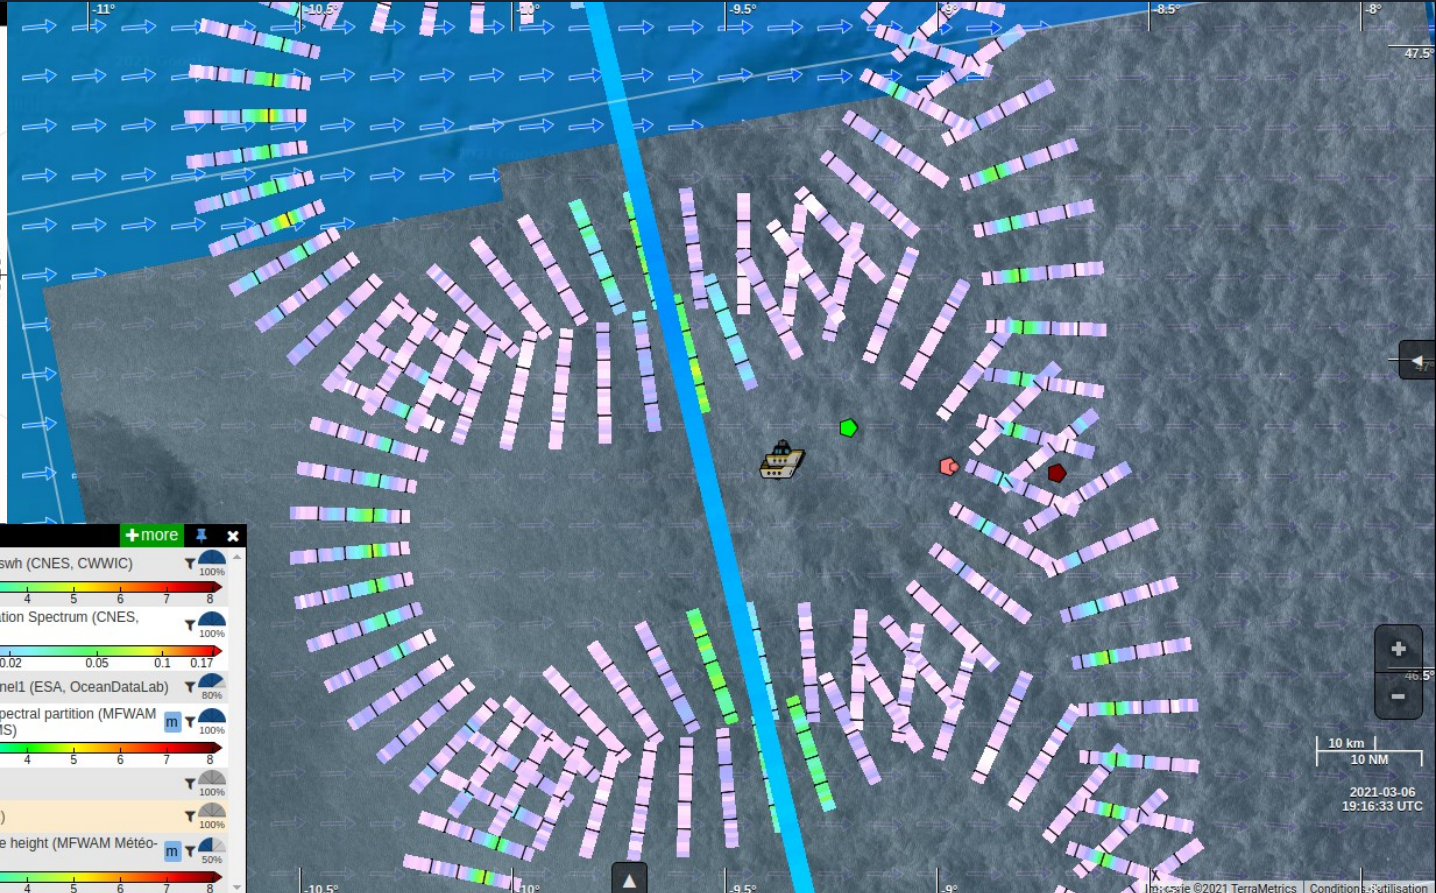 -11°
-10.5°
-10°
-9.5°
-9°
-8.5°
-8°
47.5°
+more
swh (CNES, CWWIC)
100%
4 5 6 7 8
tion Spectrum (CNES,
100%
0.02 0.05 0.1 0.17
nel1 (ESA, OceanDataLab)
80%
pectral partition (MFWAM
IS)
m
100%
4 5 6 7 8
100%
)
100%
e height (MFWAM Météo-
m
50%
4 5 6 7 8
46.5°
+
−
10 km
10 NM
2021-03-06
19:16:33 UTC
-10.5°
-10°
-9.5°
-9°
©2021 TerraMetrics
Conditions d'utilisation